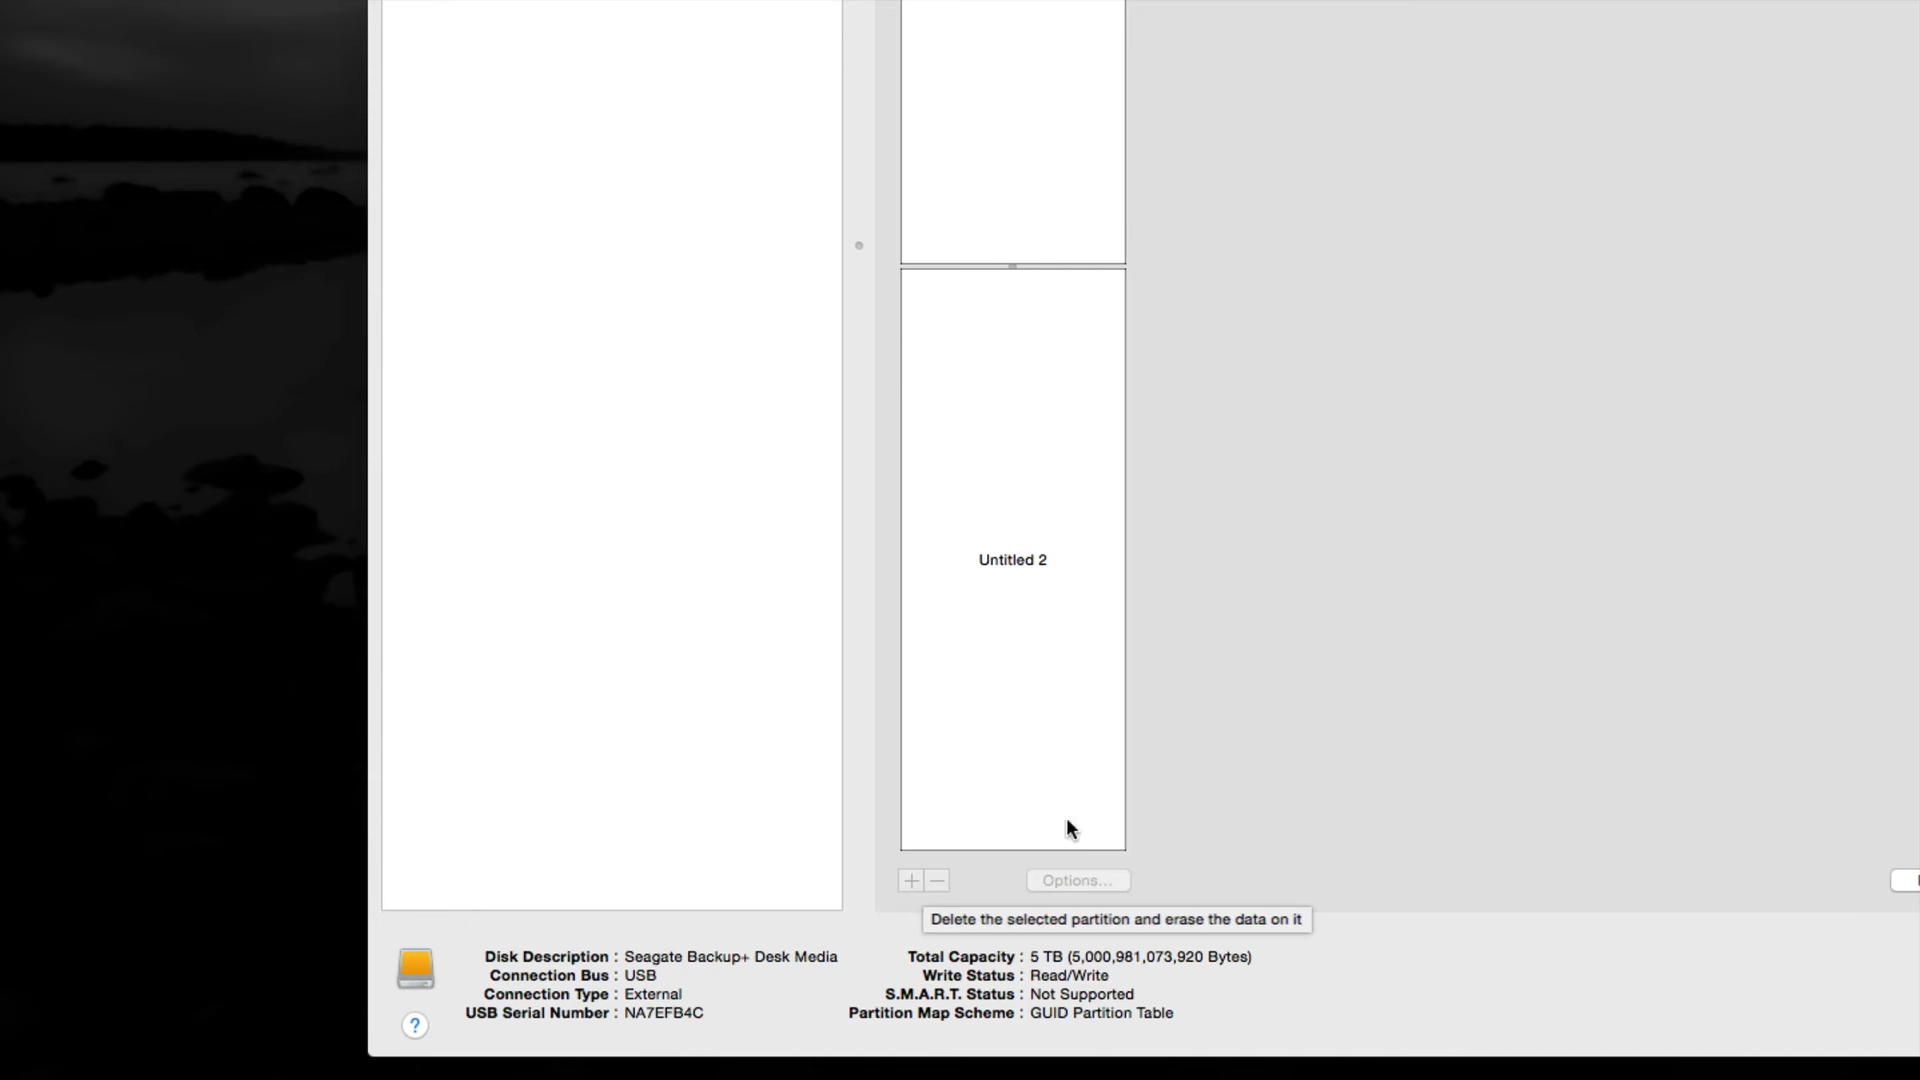 Untitled 2
Options...
Delete the selected partition and erase the data on it
Disk Description : Seagate Backup+ Desk Media
Connection Bus : USB
Connection Type : External
USB Serial Number : NA7EFB4C
Total Capacity : 5 TB (5,000,981,073,920 Bytes)
Write Status : Read/Write
S.M.A.R.T. Status : Not Supported
Partition Map Scheme : GUID Partition Table
?